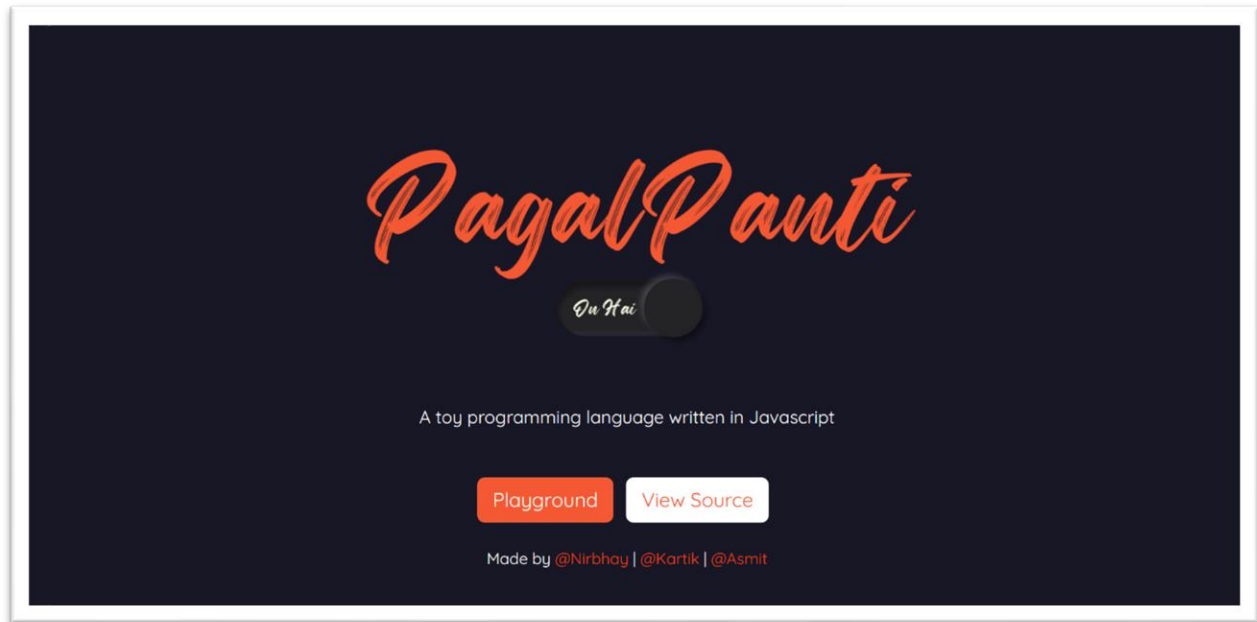 PagalPanti
On Hai
A toy programming language written in Javascript
Playground View Source
Made by @Nirbhay | @Kartik | @Asmit